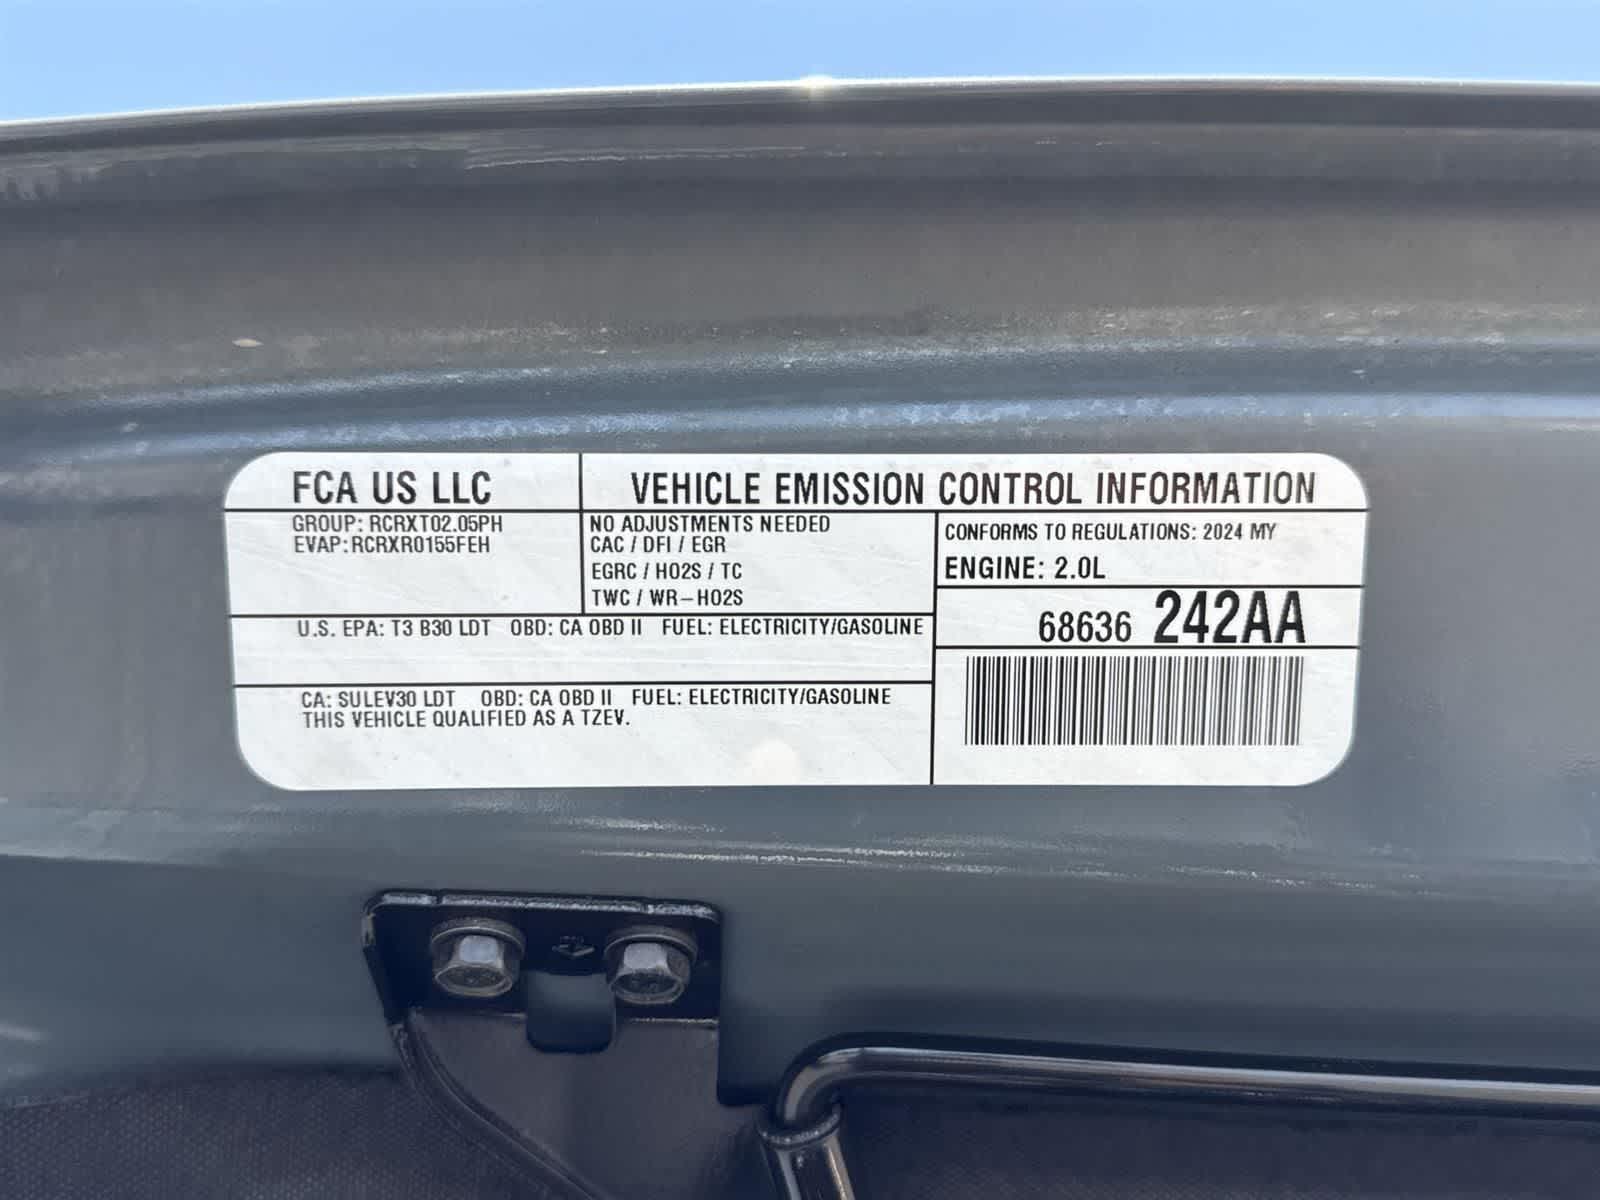 FCA US LLC
VEHICLE EMISSION CONTROL INFORMATION
GROUP: RCRXT02.05PH
EVAP: RCRXR0155FEH
NO ADJUSTMENTS NEEDED
CAC / DFI / EGR
EGRC / HO2S / TC
TWC / WR-HO2S
CONFORMS TO REGULATIONS: 2024 MY
ENGINE: 2.0L
68636 242AA
U.S. EPA: T3 B30 LDT OBD: CA OBD II FUEL: ELECTRICITY/GASOLINE
CA: SULEV30 LDT OBD: CA OBD II FUEL: ELECTRICITY/GASOLINE
THIS VEHICLE QUALIFIED AS A TZEV.